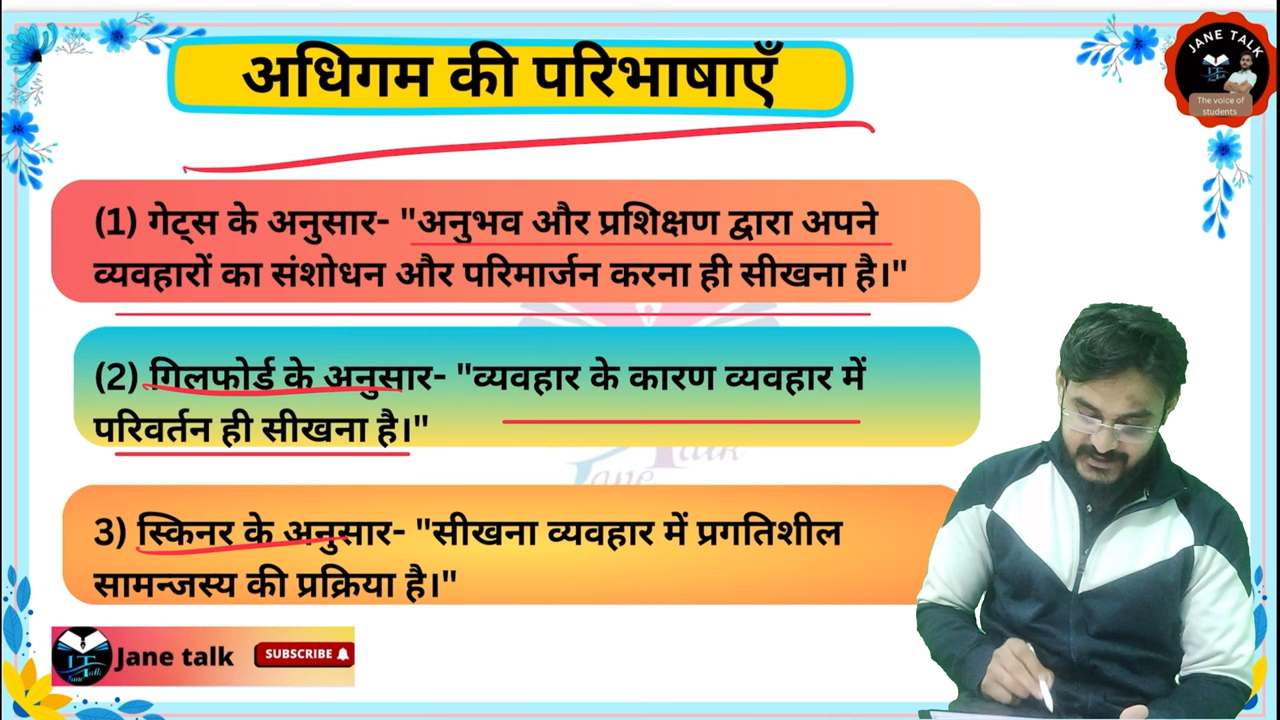 अधिगम की परिभाषाएँ
JANE TALK
The voice of
students
(1) गेट्स के अनुसार- "अनुभव और प्रशिक्षण द्वारा अपने
व्यवहारों का संशोधन और परिमार्जन करना ही सीखना है।"
(2) गिलफोर्ड के अनुसार- "व्यवहार के कारण व्यवहार में
परिवर्तन ही सीखना है।"
3) स्किनर के अनुसार- "सीखना व्यवहार में प्रगतिशील
सामन्जस्य की प्रक्रिया है।"
Jane talk
SUBSCRIBE